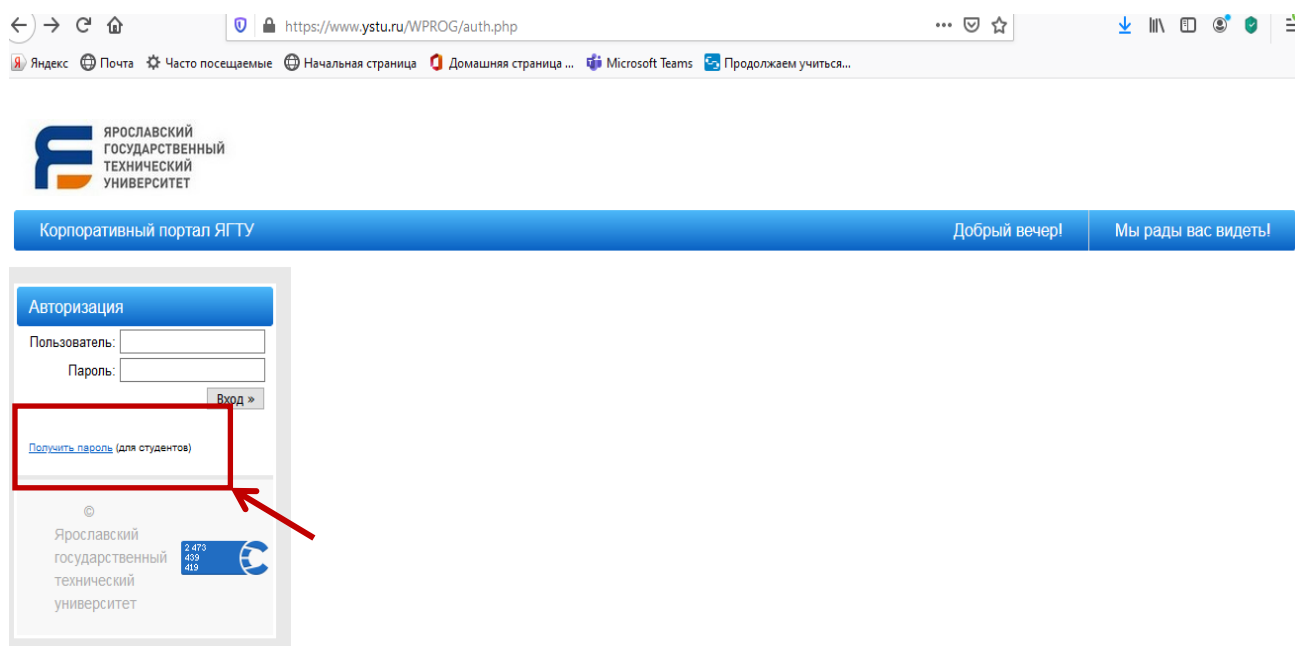 https://www.ystu.ru/WPROG/auth.php
Яндекс Почта Часто посещаемые Начальная страница Домашняя страница ... Microsoft Teams Продолжаем учиться...
ЯРОСЛАВСКИЙ
ГОСУДАРСТВЕННЫЙ
ТЕХНИЧЕСКИЙ
УНИВЕРСИТЕТ
Корпоративный портал ЯГТУ Добрый вечер! Мы рады вас видеть!
Авторизация
Пользователь:
Пароль:
Вход »
Получить пароль (для студентов)
©
Ярославский
государственный
технический
университет
2 473
439
419